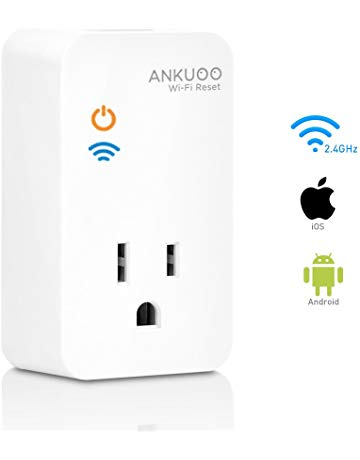 ANKUOO
Wi-Fi Reset
2.4GHz
iOS
Android